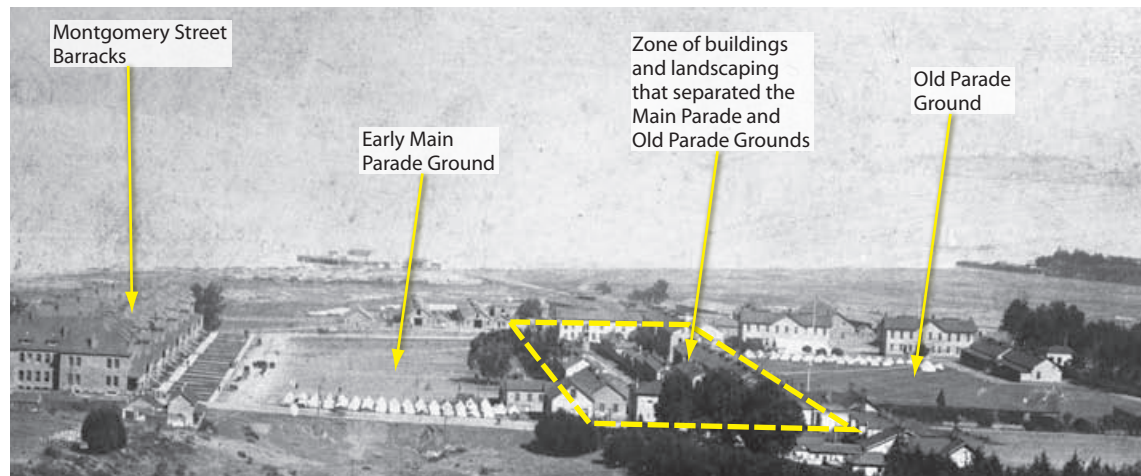 Montgomery Street
Barracks
Early Main
Parade Ground
Zone of buildings
and landscaping
that separated the
Main Parade and
Old Parade Grounds
Old Parade
Ground